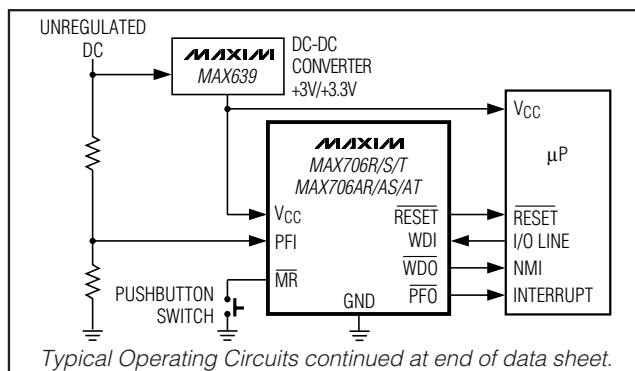 UNREGULATED
DC
MAXIM
MAX639
DC-DC
CONVERTER
+3V/+3.3V
VCC
µP
MAXIM
MAX706R/S/T
MAX706AR/AS/AT
VCC
PFI
MR
GND
RESET
WDI
WDO
PFO
RESET
I/O LINE
NMI
INTERRUPT
PUSHBUTTON
SWITCH
Typical Operating Circuits continued at end of data sheet.